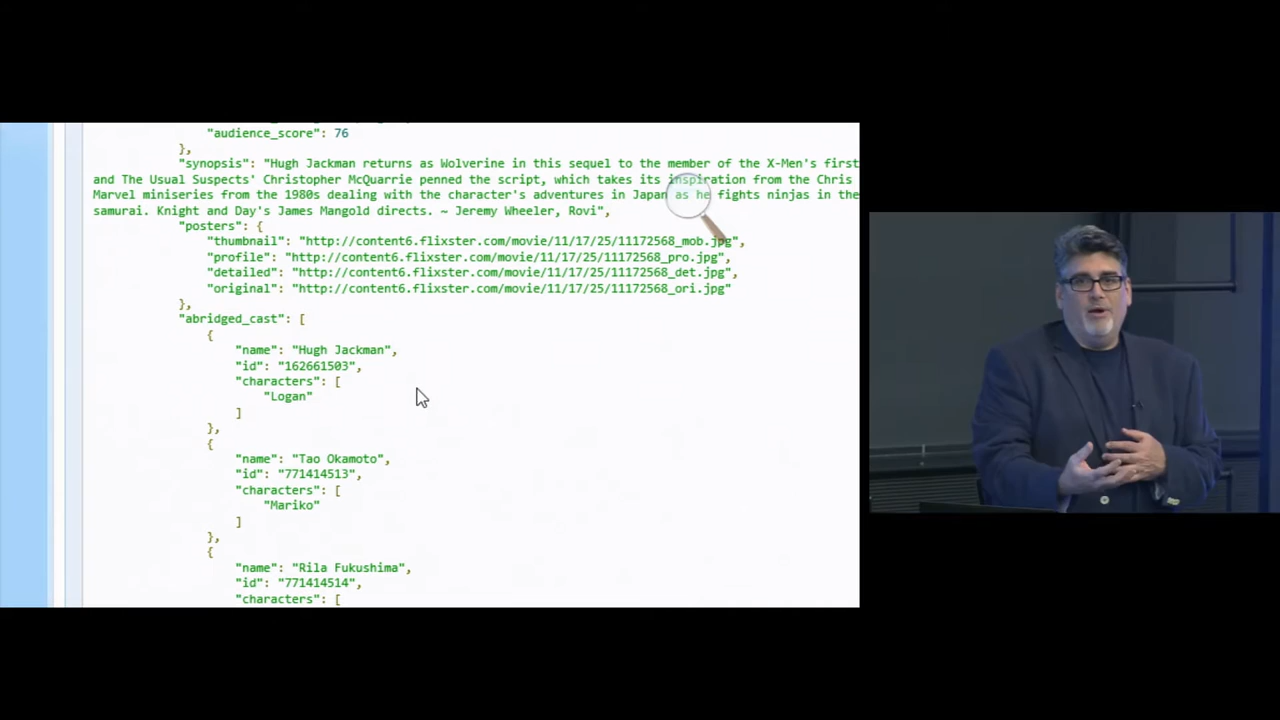 "audience_score": 76
},
"synopsis": "Hugh Jackman returns as Wolverine in this sequel to the member of the X-Men's first
and The Usual Suspects' Christopher McQuarrie penned the script, which takes its inspiration from the Chris
Marvel miniseries from the 1980s dealing with the character's adventures in Japan as he fights ninjas in the
samurai. Knight and Day's James Mangold directs. ~ Jeremy Wheeler, Rovi",
"posters": {
"thumbnail": "http://content6.flixster.com/movie/11/17/25/11172568_mob.jpg",
"profile": "http://content6.flixster.com/movie/11/17/25/11172568_pro.jpg",
"detailed": "http://content6.flixster.com/movie/11/17/25/11172568_det.jpg",
"original": "http://content6.flixster.com/movie/11/17/25/11172568_ori.jpg"
},
"abridged_cast": [
{
"name": "Hugh Jackman",
"id": "162661503",
"characters": [
"Logan"
]
},
{
"name": "Tao Okamoto",
"id": "771414513",
"characters": [
"Mariko"
]
},
{
"name": "Rila Fukushima",
"id": "771414514",
"characters": [